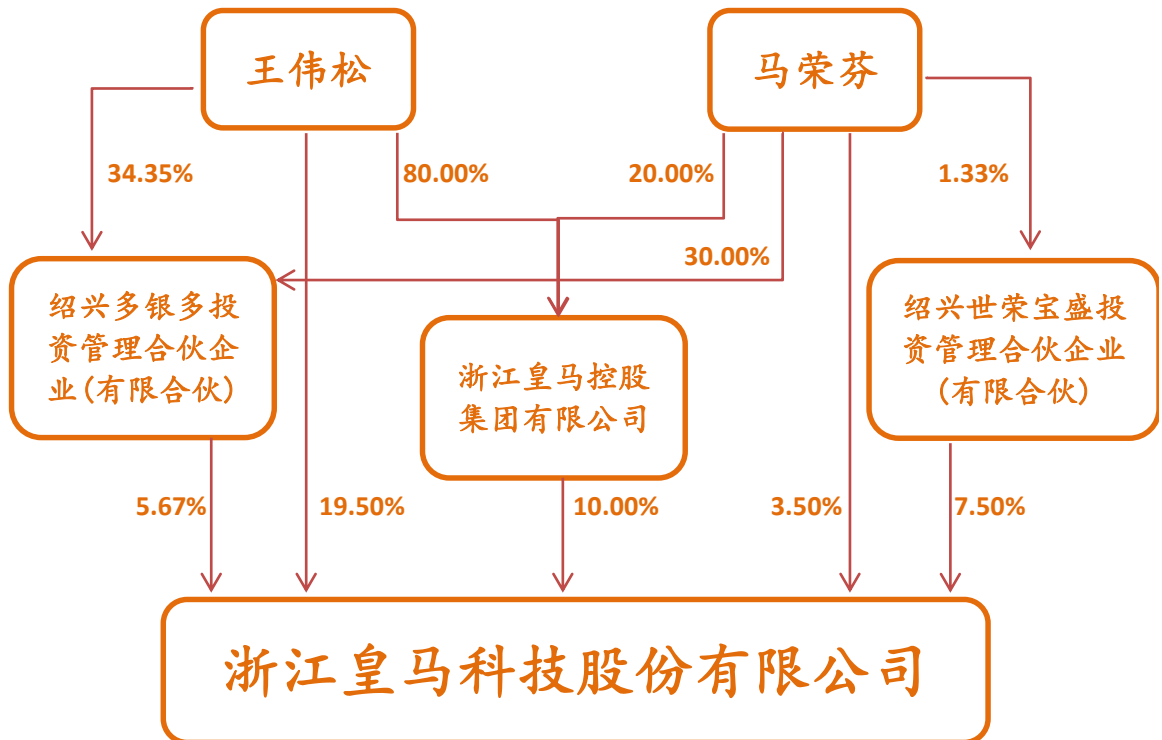 王伟松
马荣芬
34.35%
80.00%
20.00%
1.33%
30.00%
绍兴多银多投
资管理合伙企
业(有限合伙)
浙江皇马控股
集团有限公司
绍兴世荣宝盛投
资管理合伙企业
(有限合伙)
5.67%
19.50%
10.00%
3.50%
7.50%
浙江皇马科技股份有限公司